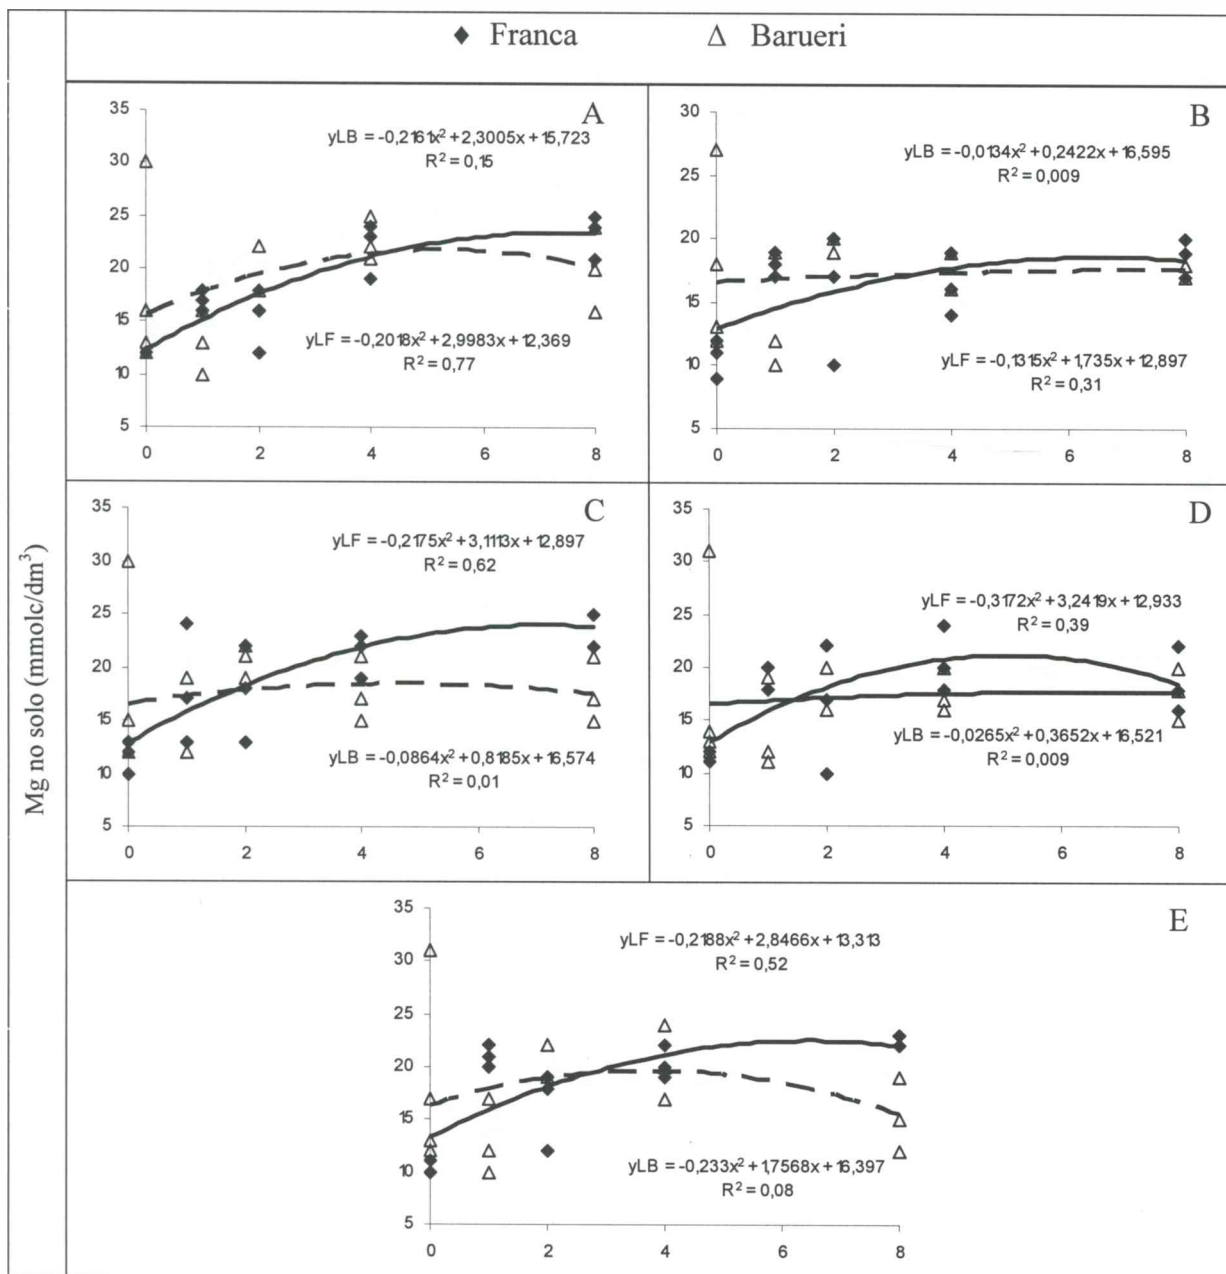 ◆ Franca △ Barueri
Mg no solo (mmolc/dm³)
A
35
30
25
20
15
10
5
0 2 4 6 8
yLB = -0,2161x² + 2,3005x + 15,723
R² = 0,15
yLF = -0,2018x² + 2,9983x + 12,369
R² = 0,77
B
30
25
20
15
10
5
0 2 4 6 8
yLB = -0,0134x² + 0,2422x + 16,595
R² = 0,009
yLF = -0,1315x² + 1,735x + 12,897
R² = 0,31
C
35
30
25
20
15
10
5
0 2 4 6 8
yLF = -0,2175x² + 3,1113x + 12,897
R² = 0,62
yLB = -0,0864x² + 0,8185x + 16,574
R² = 0,01
D
35
30
25
20
15
10
5
0 2 4 6 8
yLF = -0,3172x² + 3,2419x + 12,933
R² = 0,39
yLB = -0,0265x² + 0,3652x + 16,521
R² = 0,009
E
35
30
25
20
15
10
5
0 2 4 6 8
yLF = -0,2188x² + 2,8466x + 13,313
R² = 0,52
yLB = -0,233x² + 1,7568x + 16,397
R² = 0,08